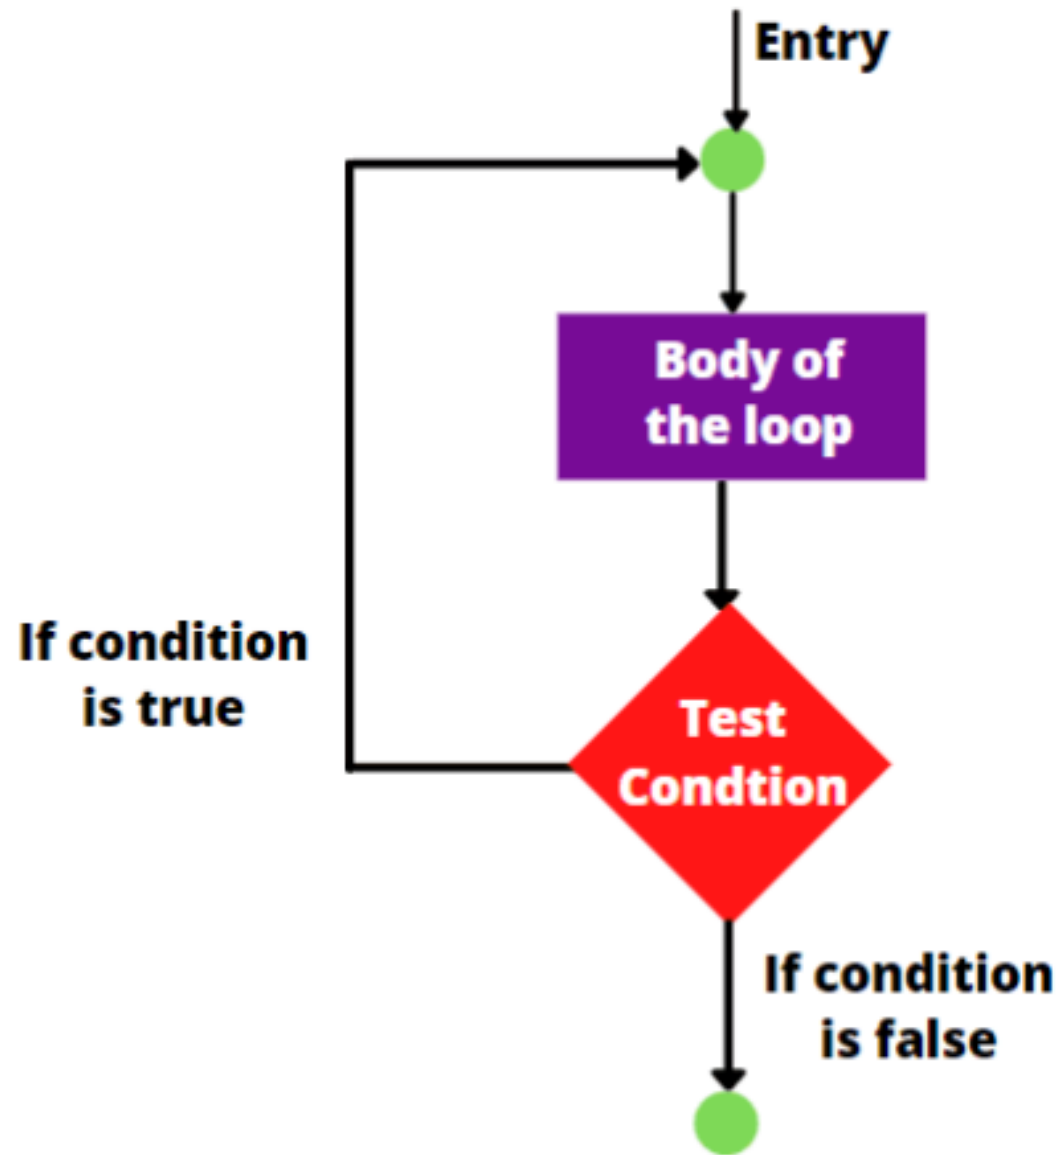 Entry
Body of
the loop
If condition
is true
Test
Condtion
If condition
is false